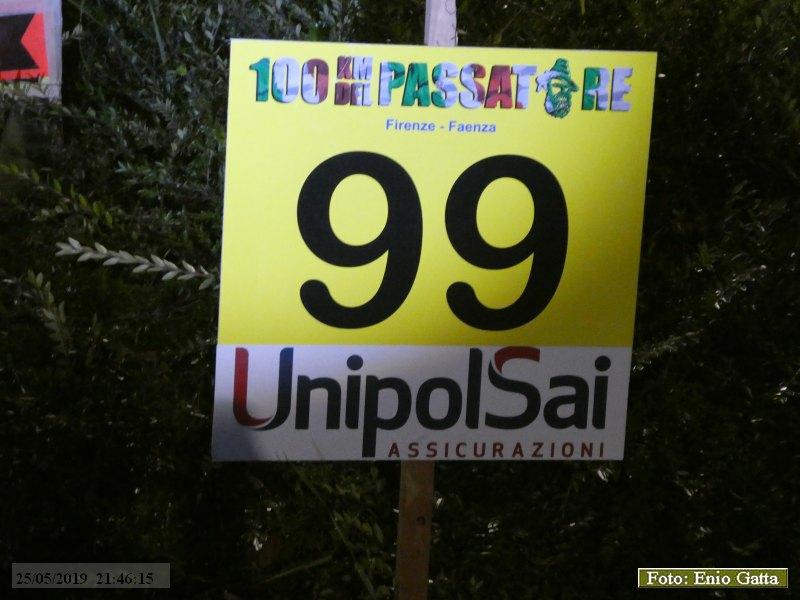 100 KM DEL PASSATORE
Firenze - Faenza
99
UnipolSai
ASSICURAZIONI
25/05/2019 21:46:15
Foto: Enio Gatta